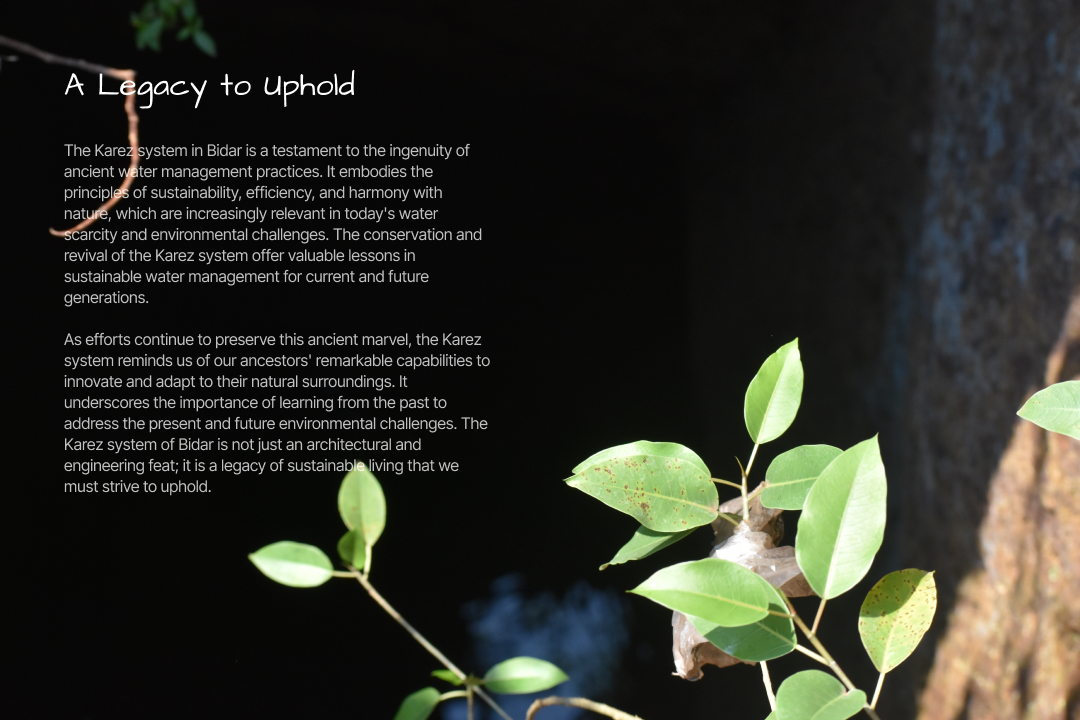 A Legacy to Uphold
The Karez system in Bidar is a testament to the ingenuity of
ancient water management practices. It embodies the
principles of sustainability, efficiency, and harmony with
nature, which are increasingly relevant in today's water
scarcity and environmental challenges. The conservation and
revival of the Karez system offer valuable lessons in
sustainable water management for current and future
generations.
As efforts continue to preserve this ancient marvel, the Karez
system reminds us of our ancestors' remarkable capabilities to
innovate and adapt to their natural surroundings. It
underscores the importance of learning from the past to
address the present and future environmental challenges. The
Karez system of Bidar is not just an architectural and
engineering feat; it is a legacy of sustainable living that we
must strive to uphold.